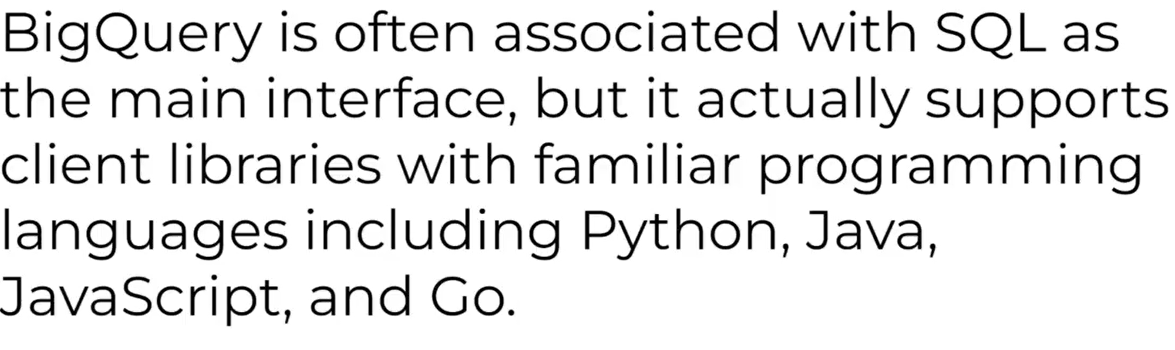 BigQuery is often associated with SQL as
the main interface, but it actually supports
client libraries with familiar programming
languages including Python, Java,
JavaScript, and Go.